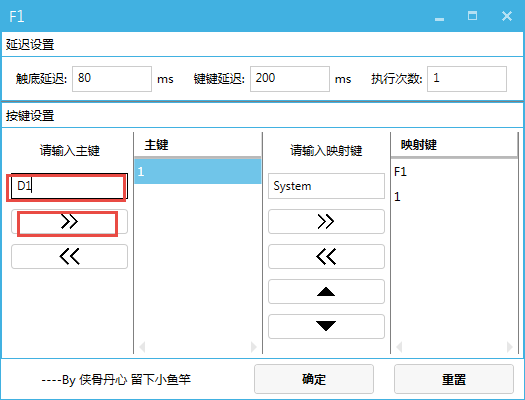 F1
延迟设置
触底延迟: 80 ms 键键延迟: 200 ms 执行次数: 1
按键设置
请输入主键 主键 请输入映射键 映射键
D1 1 System F1
1
----By 侠骨丹心 留下小鱼竿 确定 重置